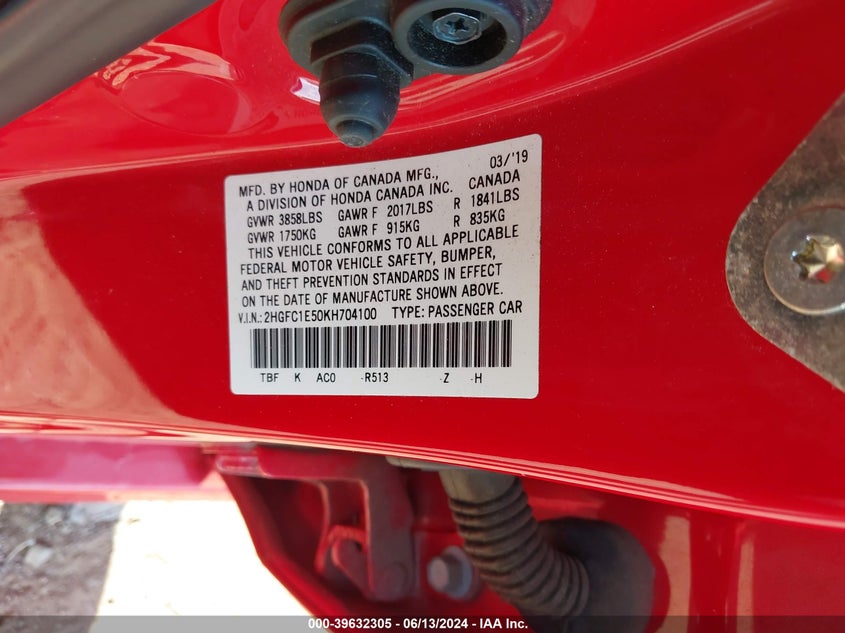 03/'19
MFD. BY HONDA OF CANADA MFG.,
A DIVISION OF HONDA CANADA INC. CANADA
GVWR 3858LBS GAWR F 2017LBS R 1841LBS
GVWR 1750KG GAWR F 915KG R 835KG
THIS VEHICLE CONFORMS TO ALL APPLICABLE
FEDERAL MOTOR VEHICLE SAFETY, BUMPER,
AND THEFT PREVENTION STANDARDS IN EFFECT
ON THE DATE OF MANUFACTURE SHOWN ABOVE.
V.I.N.: 2HGFC1E50KH704100 TYPE: PASSENGER CAR
TBF K AC0 -R513 -Z -H
000-39632305 | 06/13/2024 | IAA Inc.